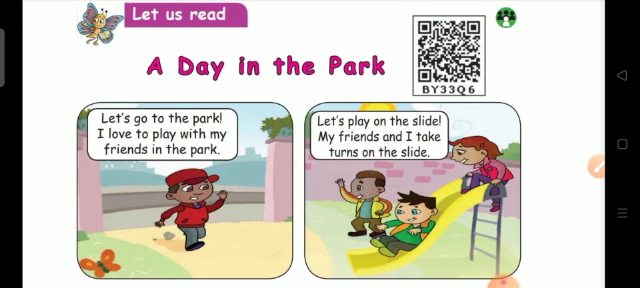 Let us read
A Day in the Park
BY33Q6
Let's go to the park!
I love to play with my
friends in the park.
Let's play on the slide!
My friends and I take
turns on the slide.